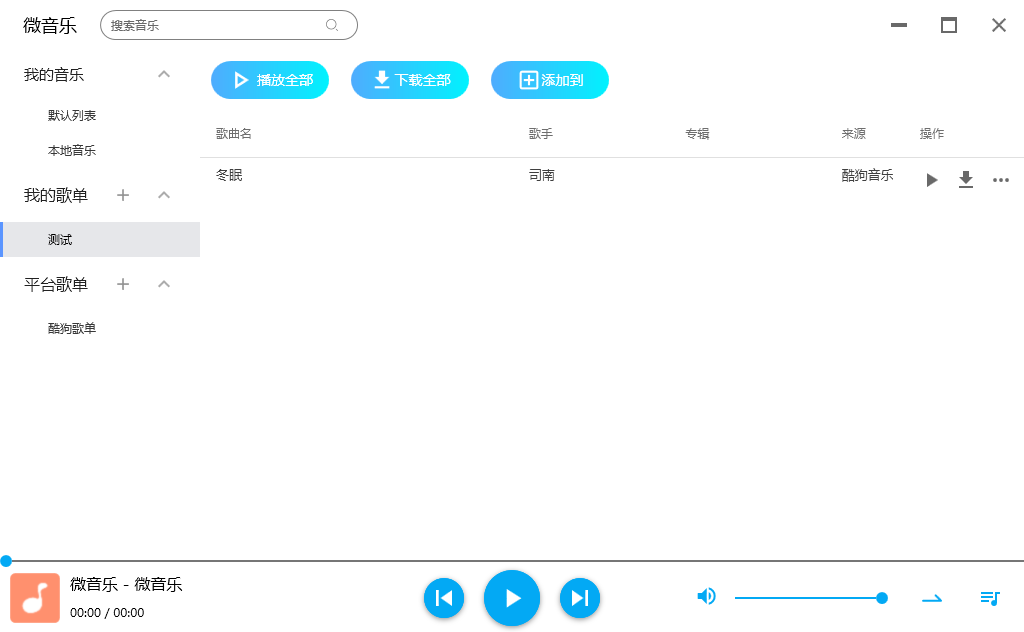 微音乐
搜索音乐
我的音乐
默认列表
本地音乐
我的歌单
测试
平台歌单
酷狗歌单
播放全部 下载全部 添加到
歌曲名 歌手 专辑 来源 操作
冬眠 司南 酷狗音乐
微音乐 - 微音乐
00:00 / 00:00